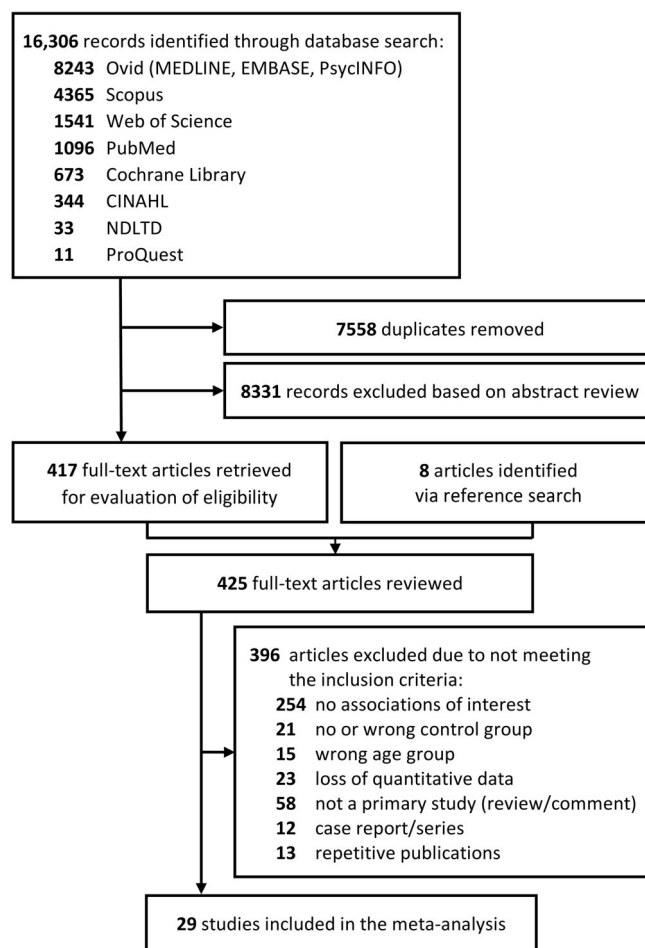 16,306 records identified through database search:
8243 Ovid (MEDLINE, EMBASE, PsycINFO)
4365 Scopus
1541 Web of Science
1096 PubMed
673 Cochrane Library
344 CINAHL
33 NDLTD
11 ProQuest
7558 duplicates removed
8331 records excluded based on abstract review
417 full-text articles retrieved
for evaluation of eligibility
8 articles identified
via reference search
425 full-text articles reviewed
396 articles excluded due to not meeting
the inclusion criteria:
254 no associations of interest
21 no or wrong control group
15 wrong age group
23 loss of quantitative data
58 not a primary study (review/comment)
12 case report/series
13 repetitive publications
29 studies included in the meta-analysis